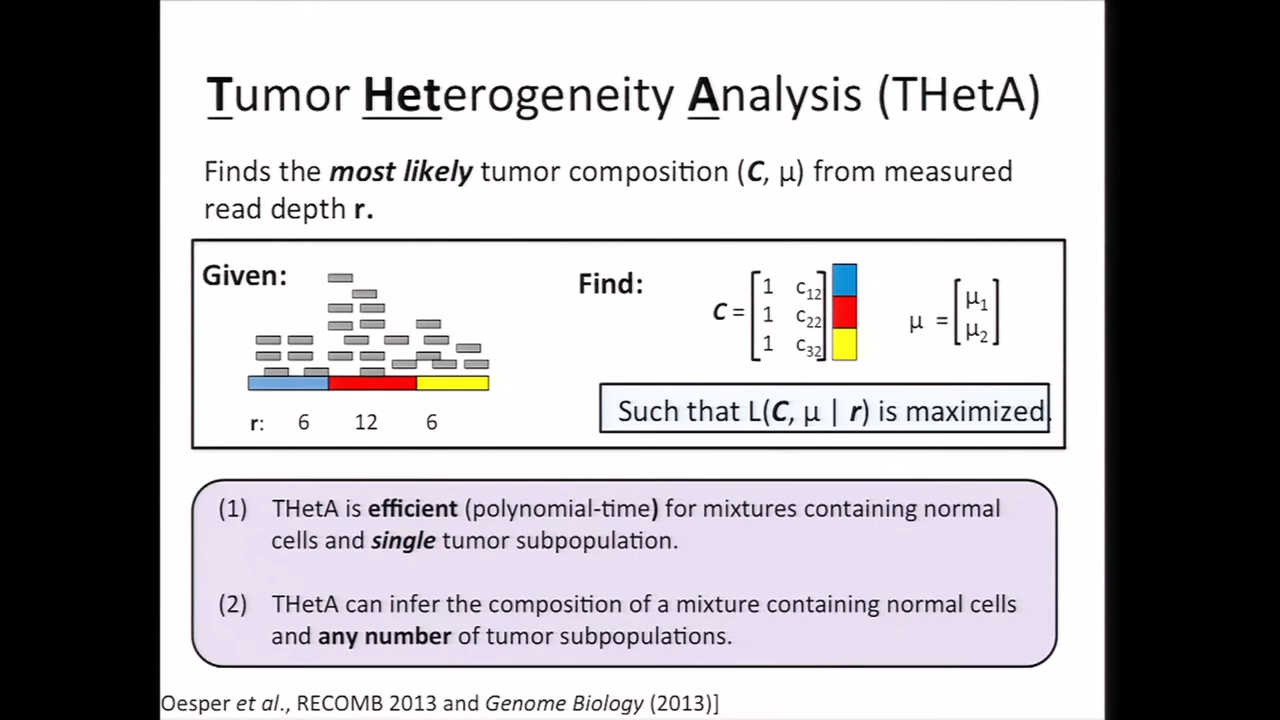 Tumor Heterogeneity Analysis (THetA)
Finds the most likely tumor composition (C, μ) from measured
read depth r.
Given:
r: 6 12 6
Find:
C = [1 c12
1 c22
1 c32]
μ = [μ1
μ2]
Such that L(C, μ | r) is maximized.
(1) THetA is efficient (polynomial-time) for mixtures containing normal
cells and single tumor subpopulation.
(2) THetA can infer the composition of a mixture containing normal cells
and any number of tumor subpopulations.
Oesper et al., RECOMB 2013 and Genome Biology (2013)]